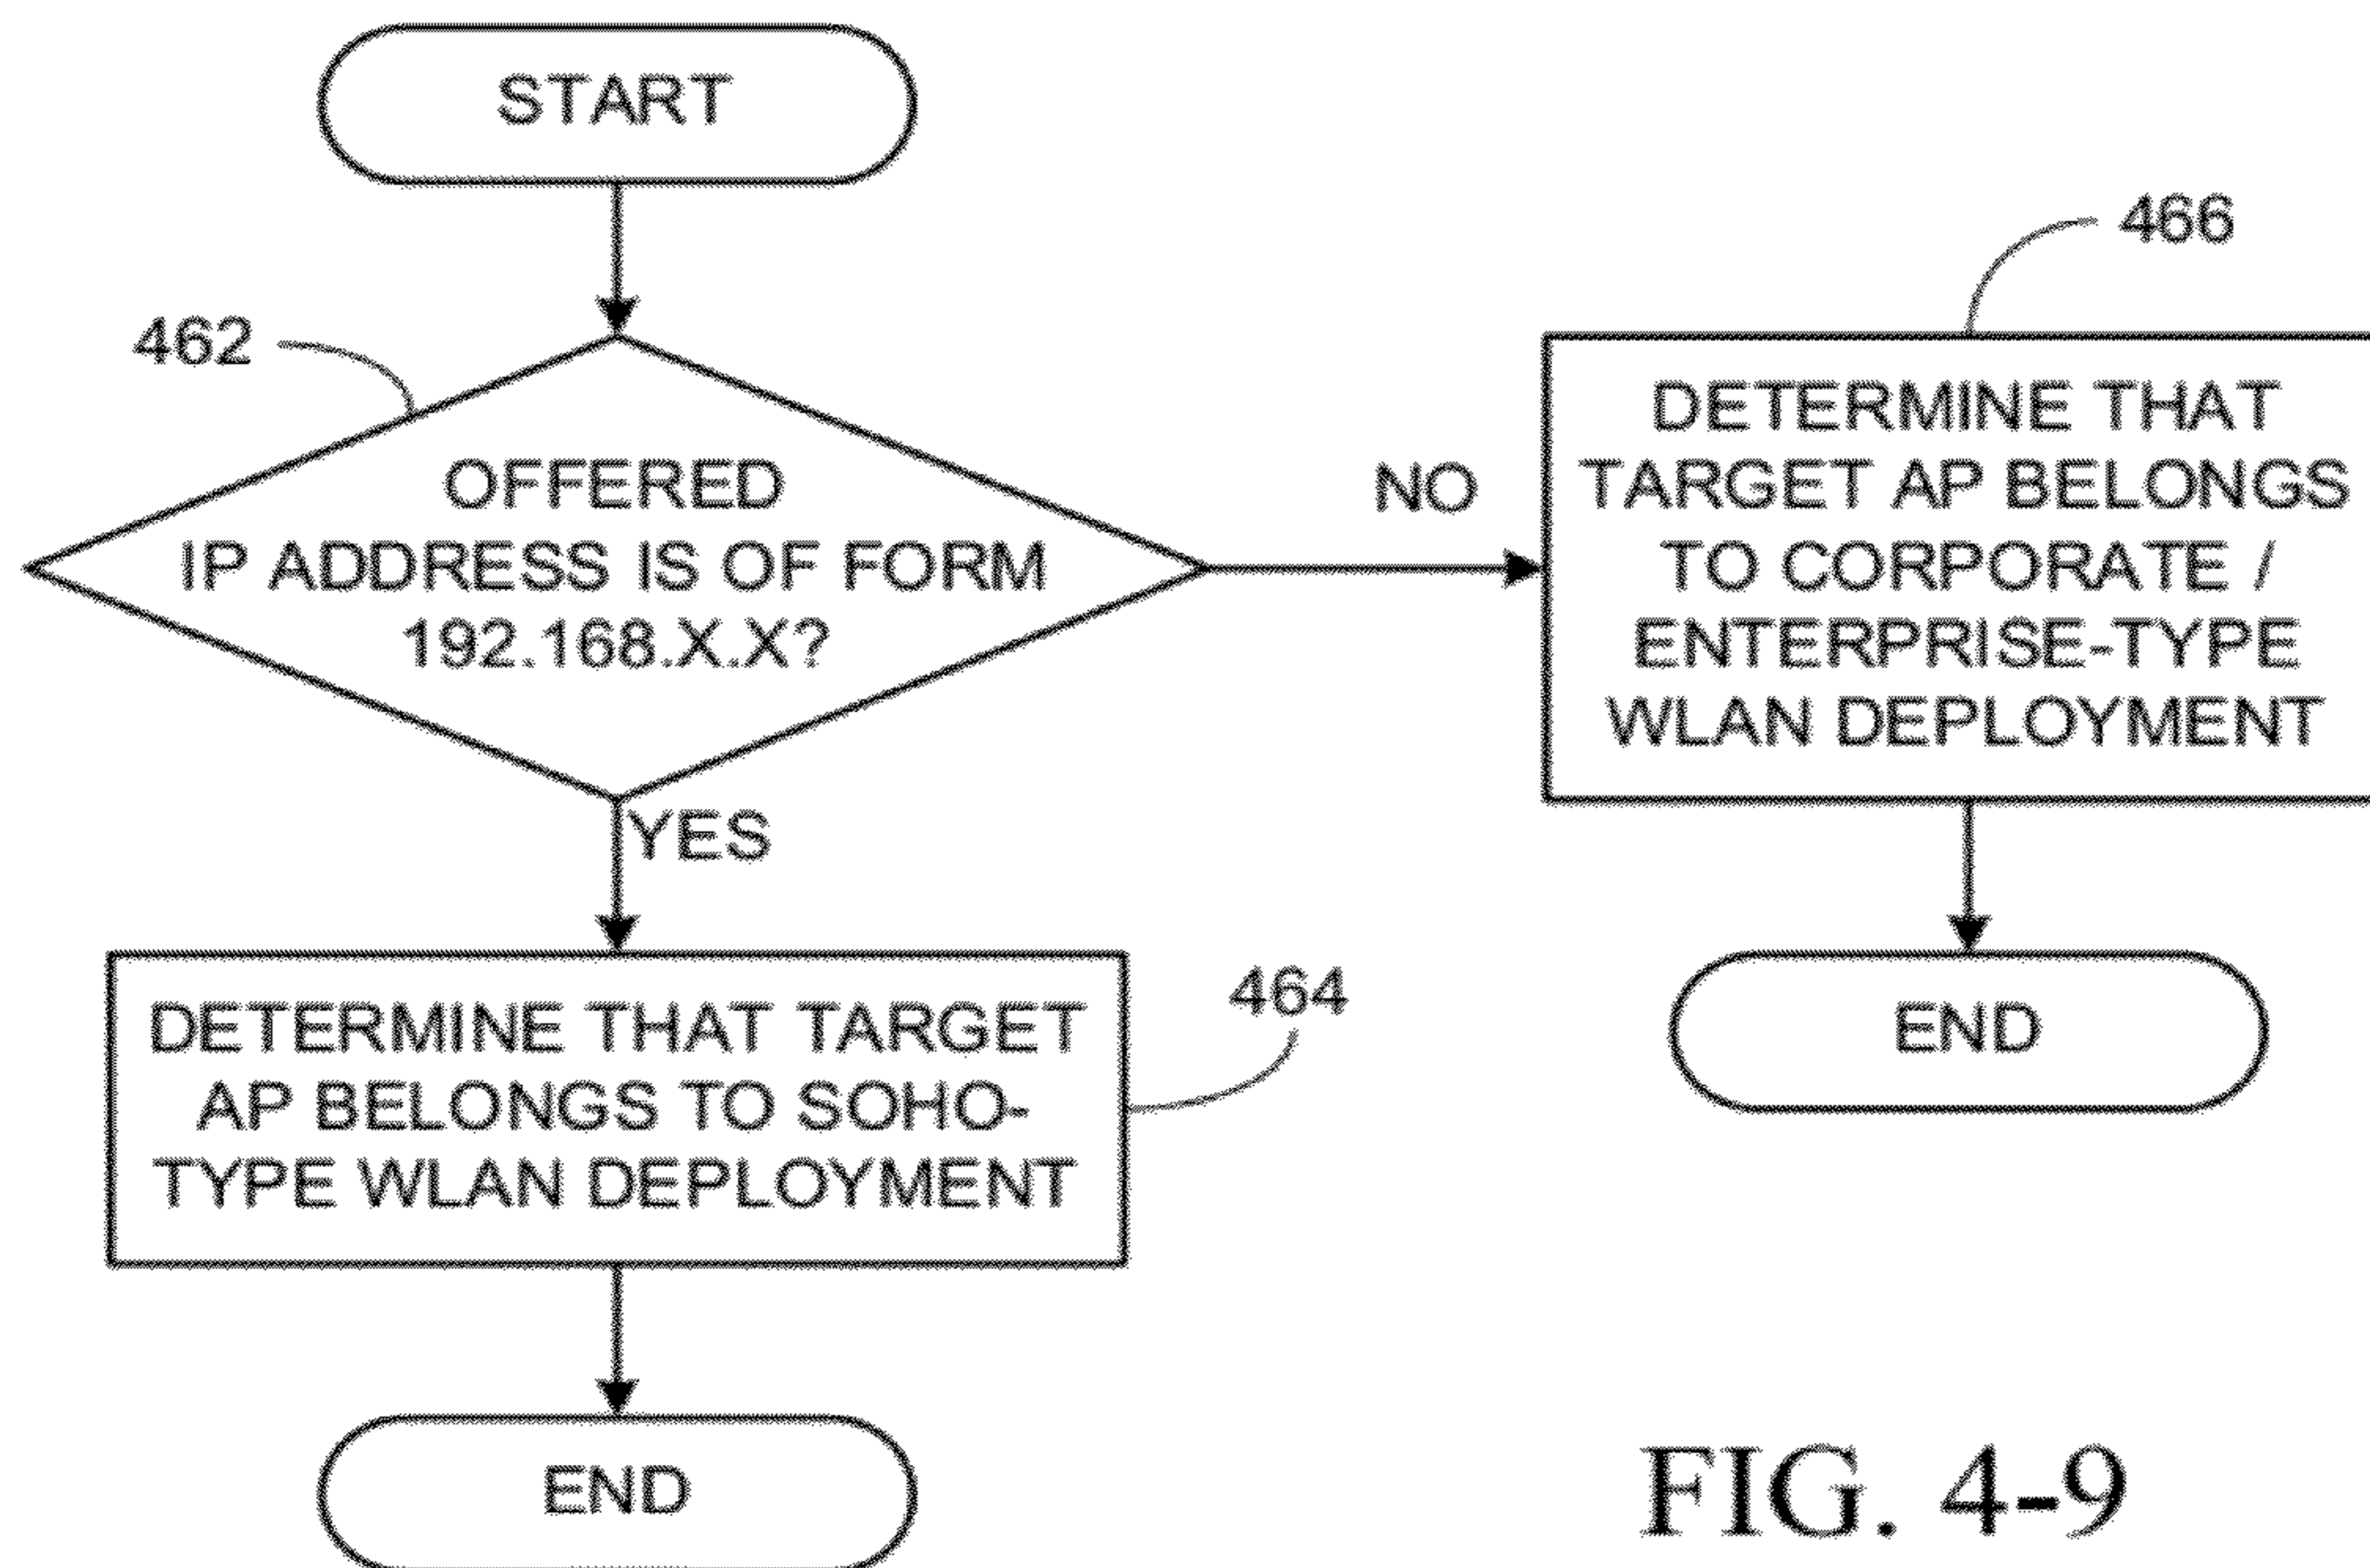 START
462
OFFERED
IP ADDRESS IS OF FORM
192.168.X.X?
NO
466
DETERMINE THAT
TARGET AP BELONGS
TO CORPORATE /
ENTERPRISE-TYPE
WLAN DEPLOYMENT
YES
464
DETERMINE THAT TARGET
AP BELONGS TO SOHO-
TYPE WLAN DEPLOYMENT
END
END
FIG. 4-9